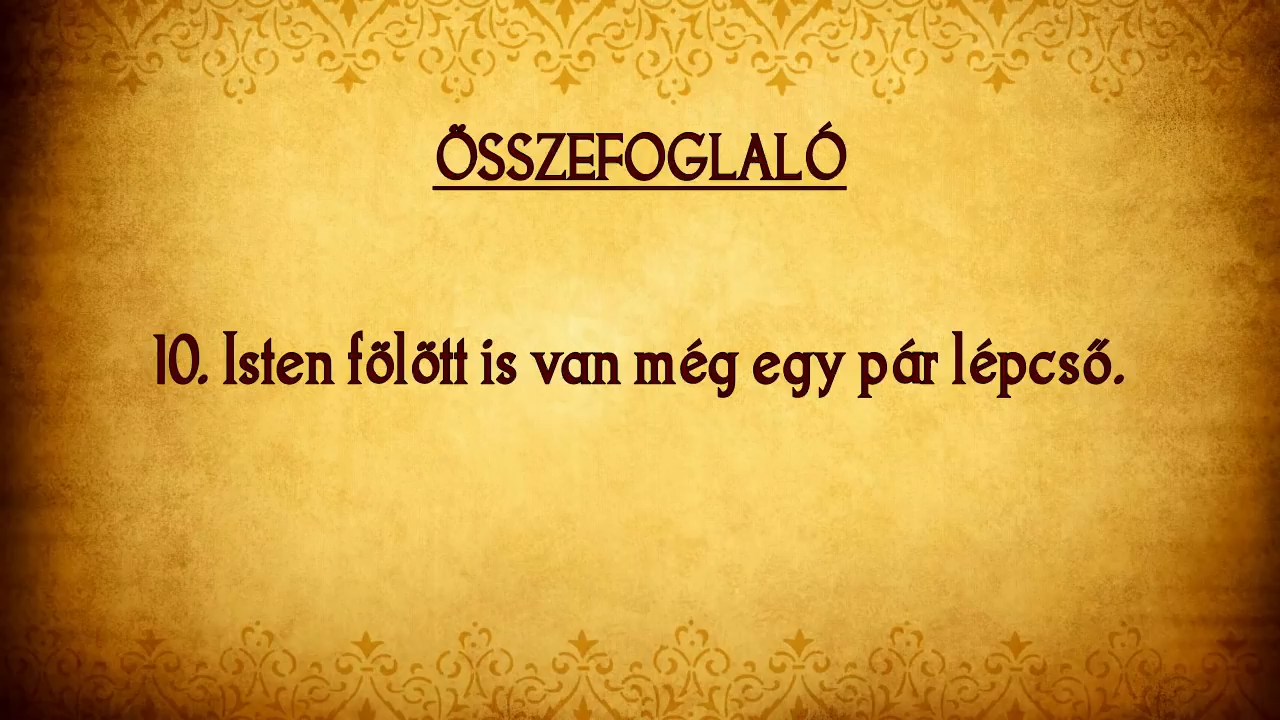 ÖSSZEFOGLALÓ
10. Isten fölött is van még egy pár lépcső.